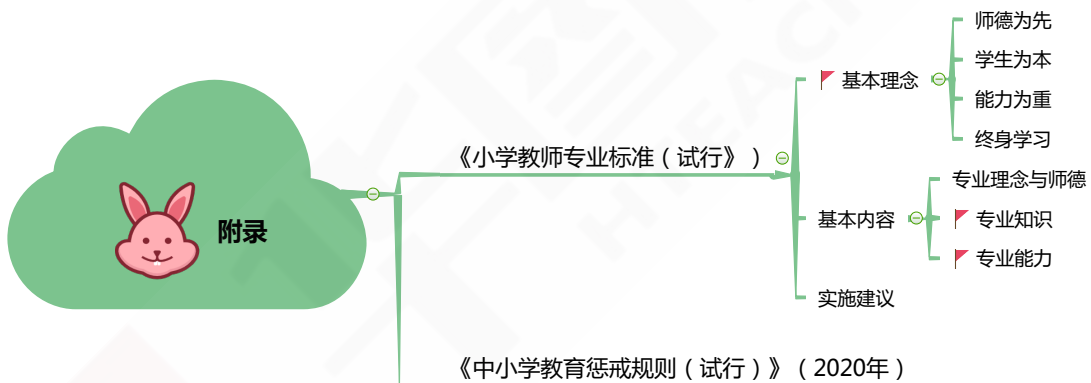 附录
《小学教师专业标准（试行》）
基本理念
师德为先
学生为本
能力为重
终身学习
基本内容
专业理念与师德
专业知识
专业能力
实施建议
《中小学教育惩戒规则（试行）》（2020年）